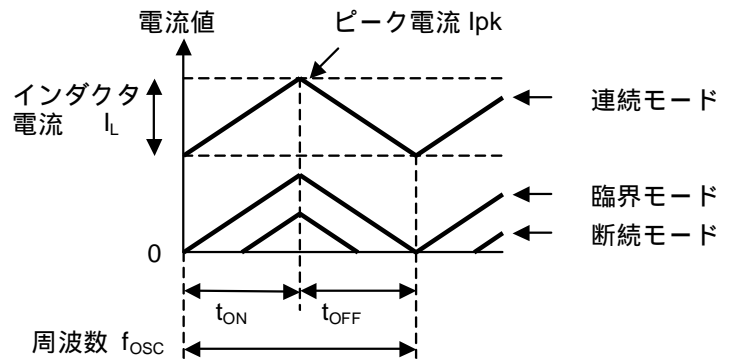 電流値
ピーク電流 Ipk
インダクタ
電流 IL
連続モード
臨界モード
断続モード
0
tON
tOFF
周波数 fOSC